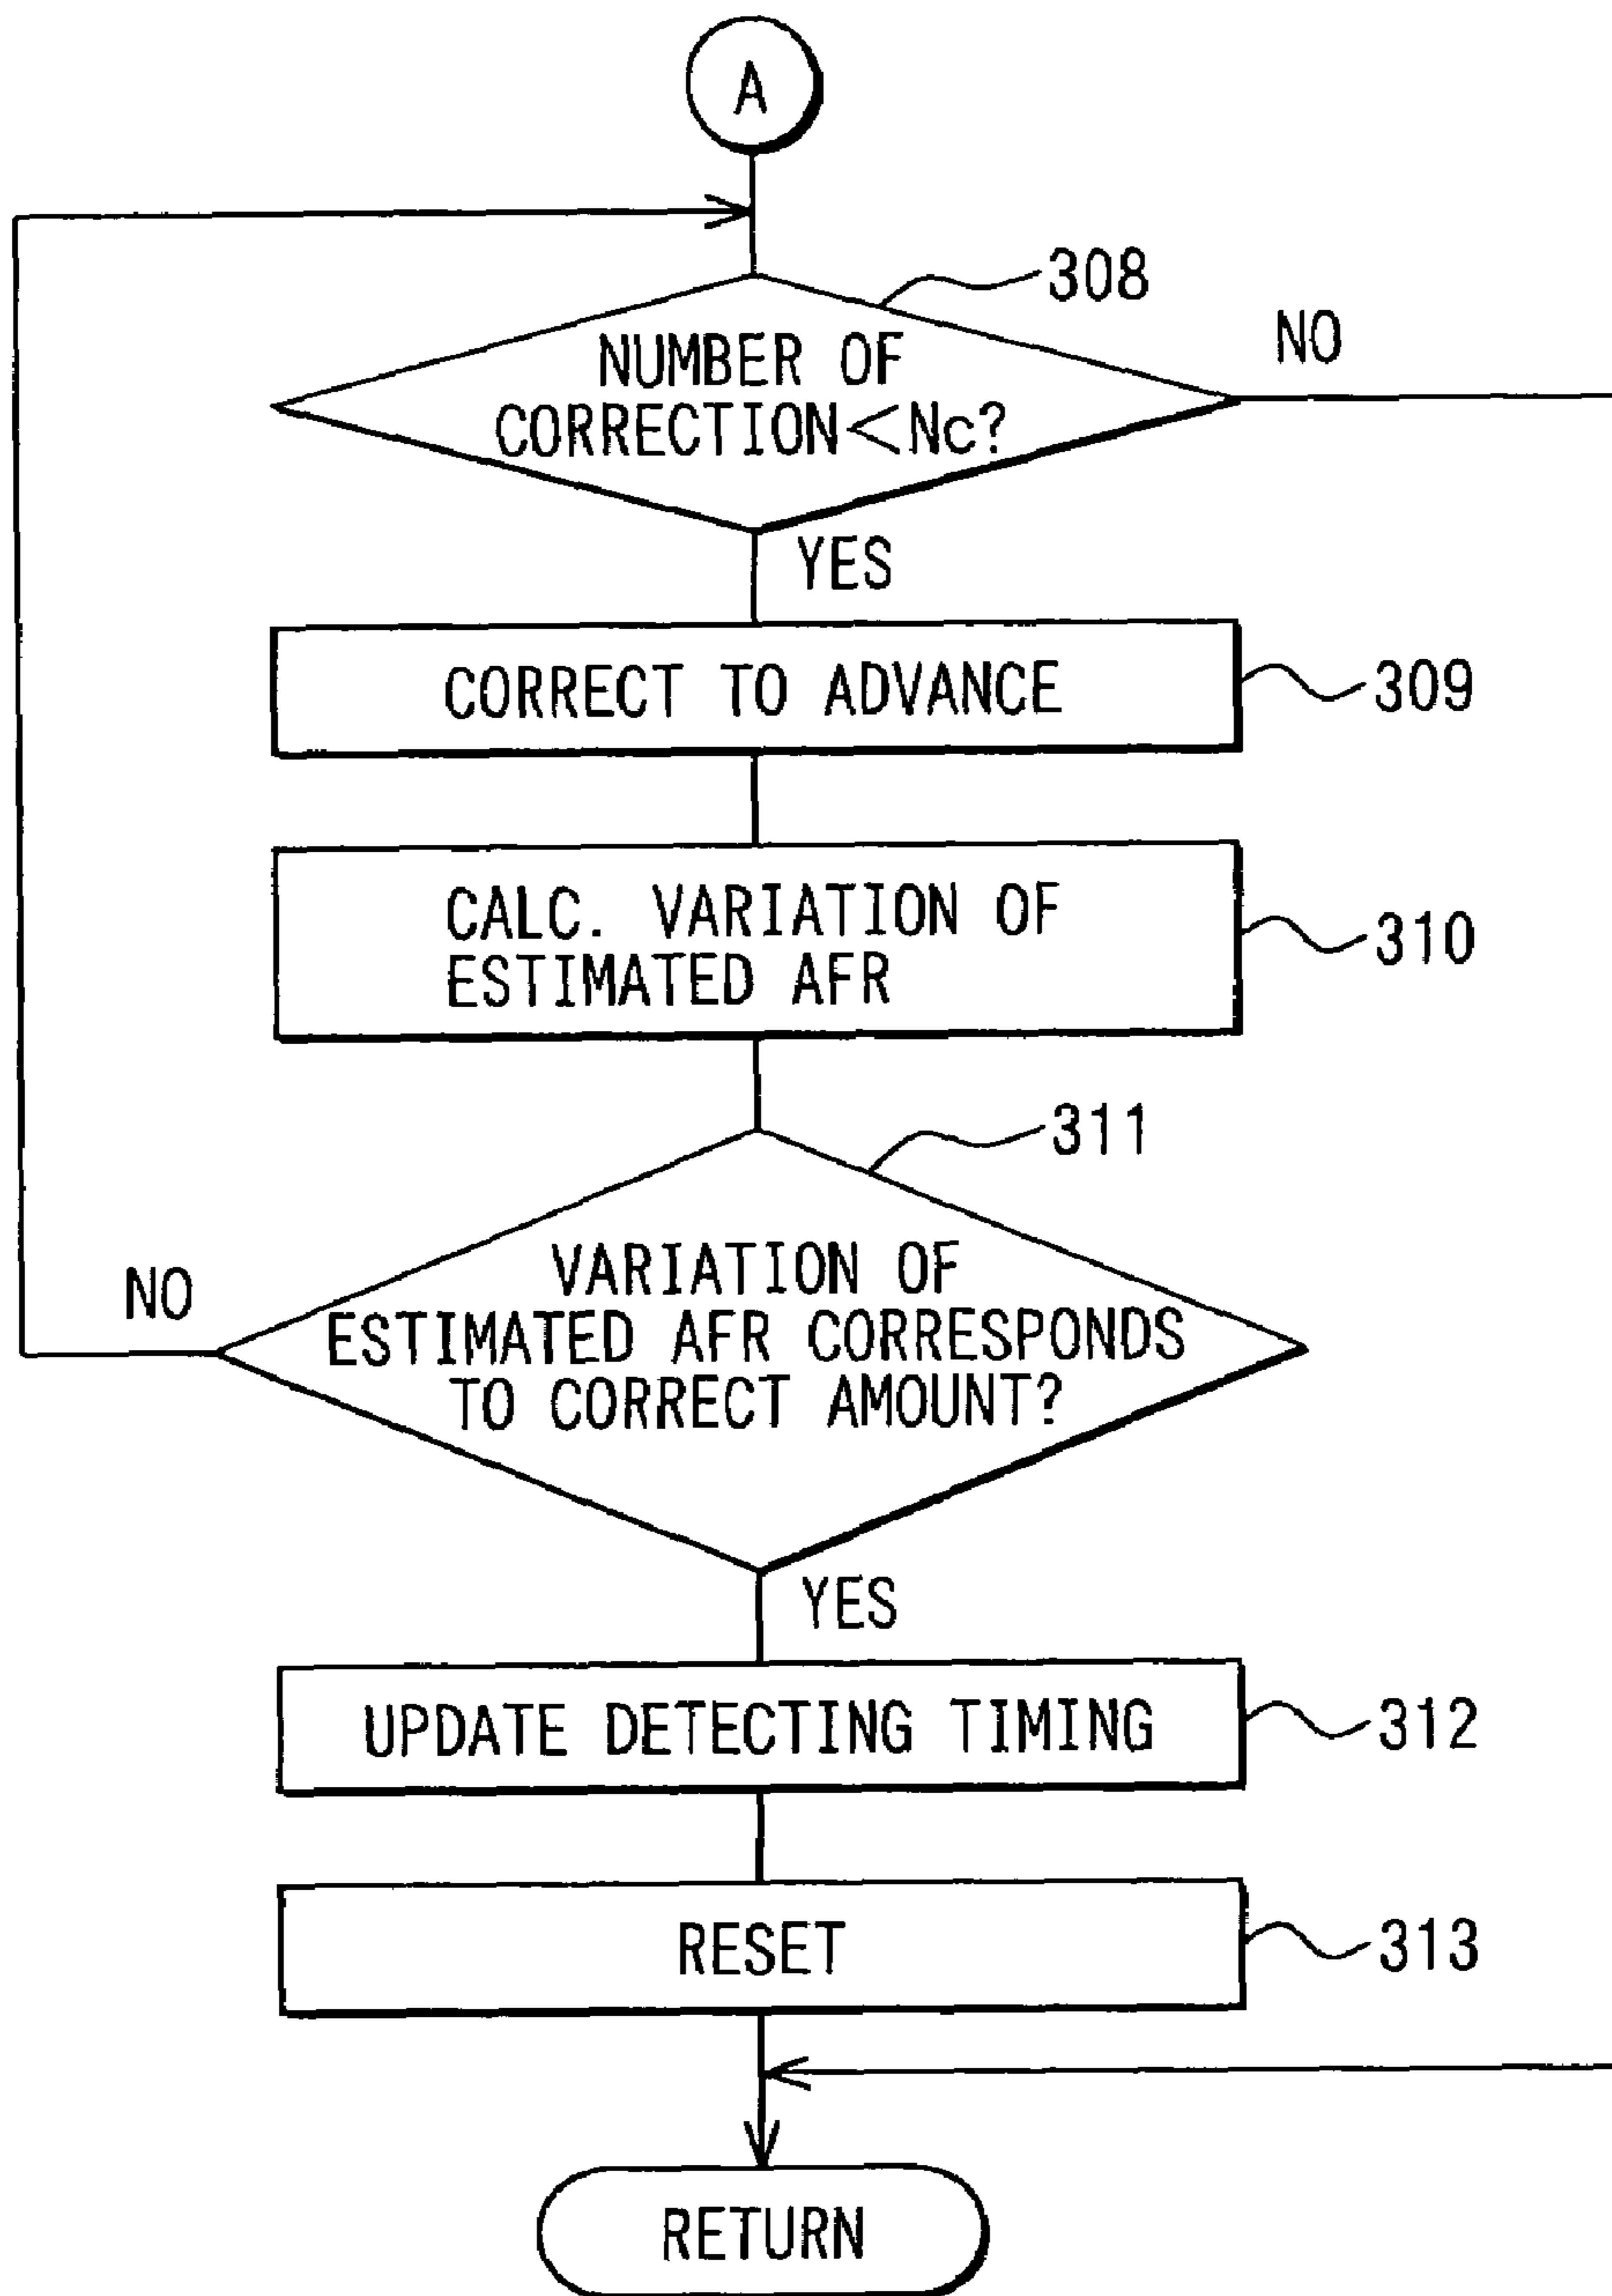 A
308
NUMBER OF
CORRECTION<Nc?
NO
YES
CORRECT TO ADVANCE
309
CALC. VARIATION OF
ESTIMATED AFR
310
311
VARIATION OF
ESTIMATED AFR CORRESPONDS
TO CORRECT AMOUNT?
NO
YES
UPDATE DETECTING TIMING
312
RESET
313
RETURN